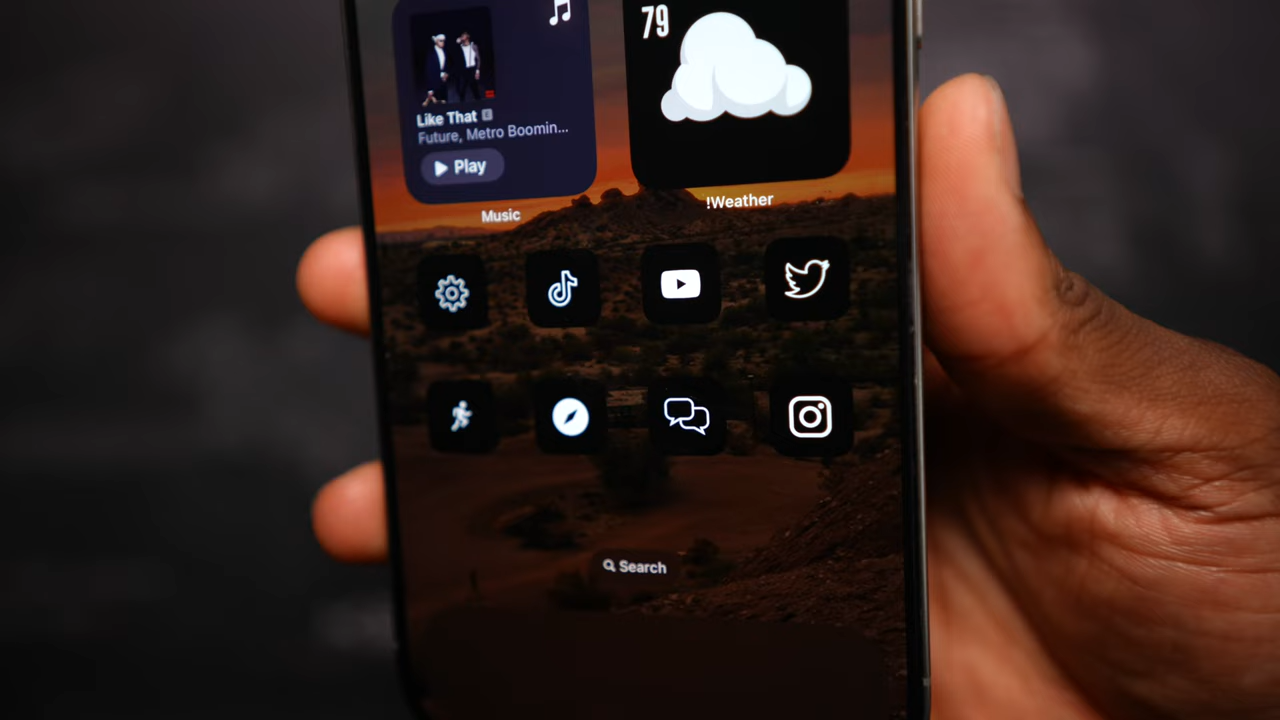 79
Like That E
Future, Metro Boomin...
Play
Music
!Weather
Search